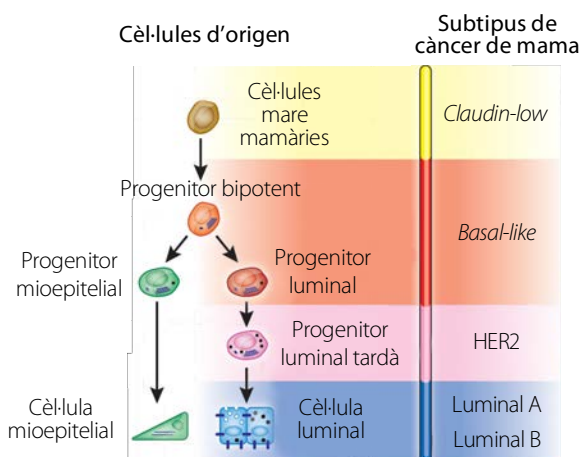 Cèl·lules d'origen
Subtipus de
càncer de mama
Cèl·lules
mare
mamàries
Claudin-low
Progenitor bipotent
Basal-like
Progenitor
mioepitelial
Progenitor
luminal
Progenitor
luminal tardà
HER2
Cèl·lula
mioepitelial
Cèl·lula
luminal
Luminal A
Luminal B